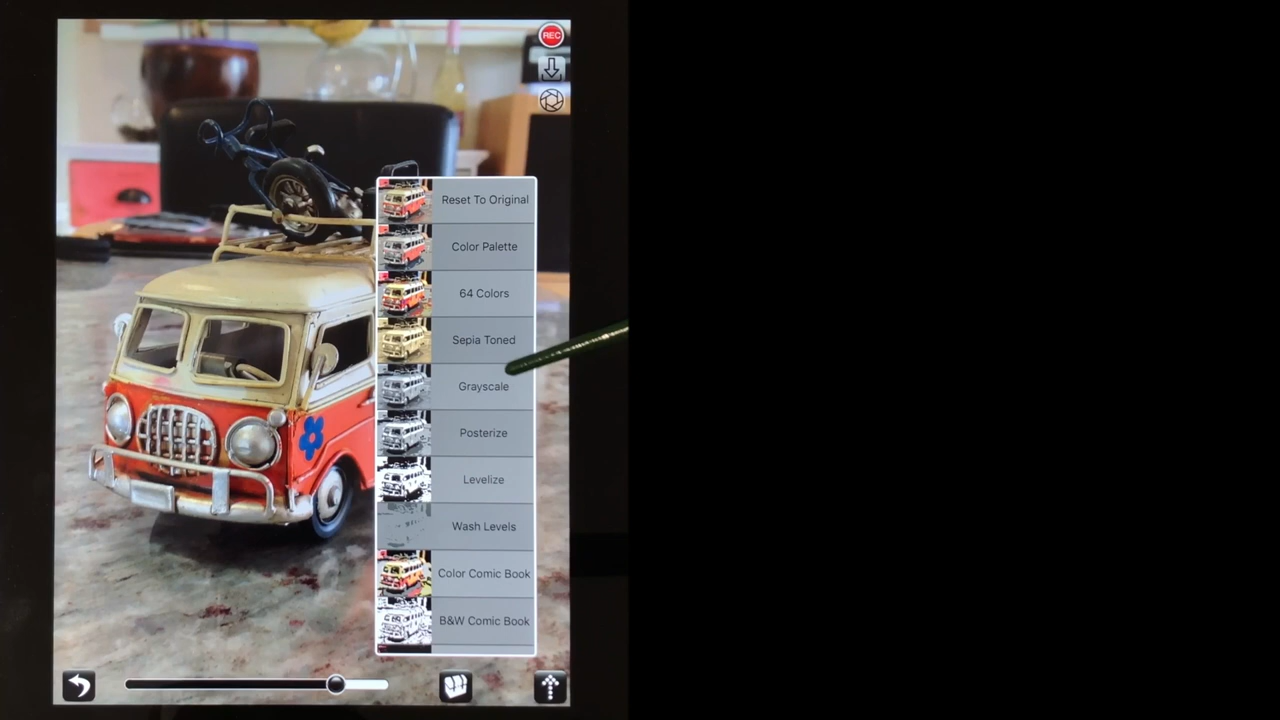 REC
Reset To Original
Color Palette
64 Colors
Sepia Toned
Grayscale
Posterize
Levelize
Wash Levels
Color Comic Book
B&W Comic Book